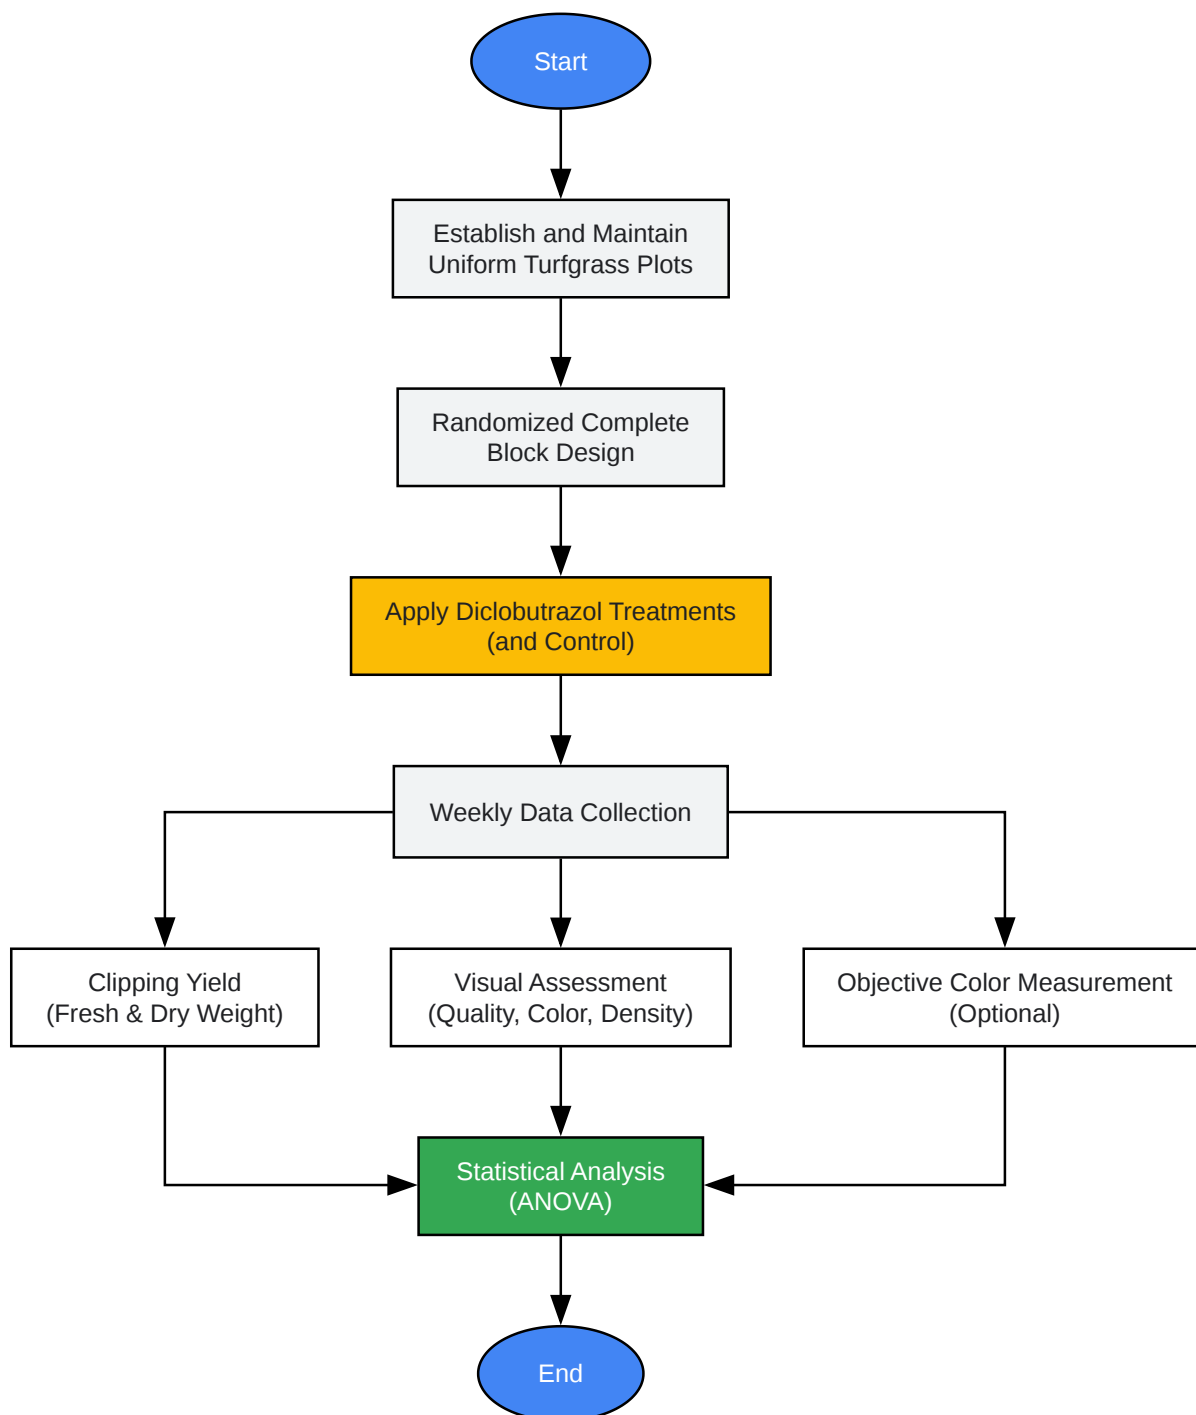 Start
Establish and Maintain
Uniform Turfgrass Plots
Randomized Complete
Block Design
Apply Diclobutrazol Treatments
(and Control)
Weekly Data Collection
Clipping Yield
(Fresh & Dry Weight)
Visual Assessment
(Quality, Color, Density)
Objective Color Measurement
(Optional)
Statistical Analysis
(ANOVA)
End